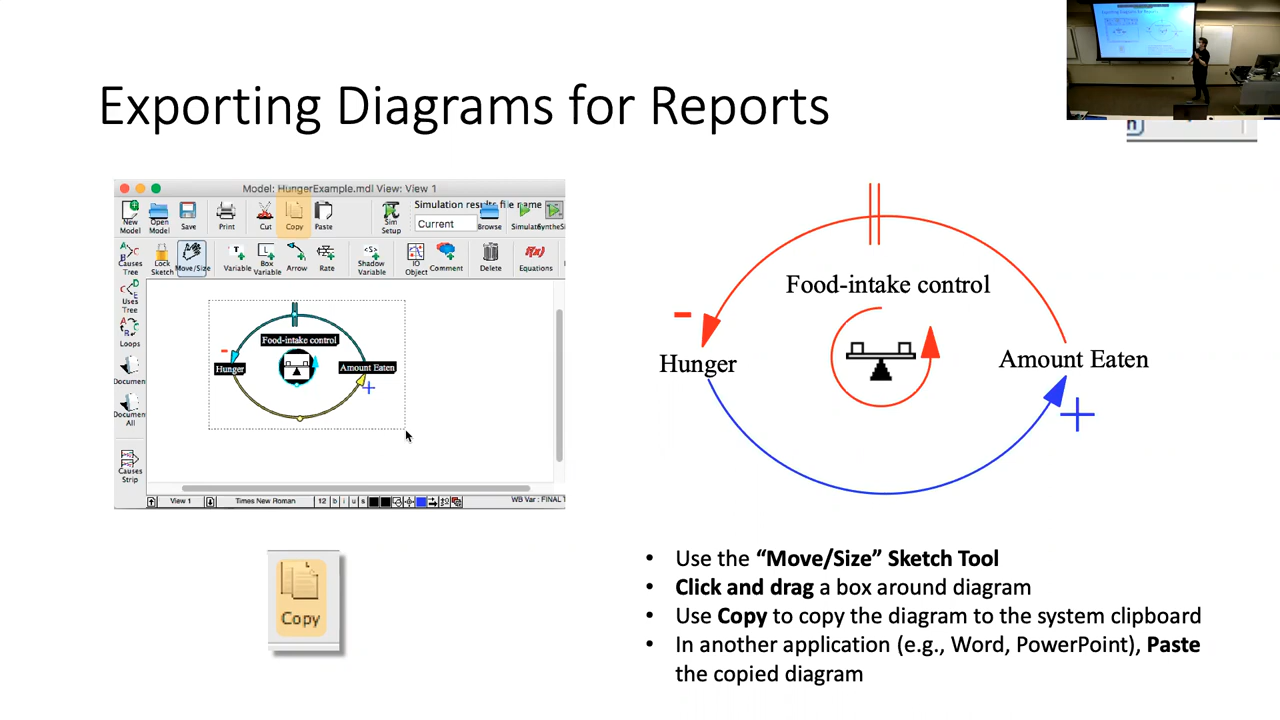 Exporting Diagrams for Reports
Model: HungerExample.mdl View: View 1
New Model
Open Model
Save
Print
Cut
Copy
Paste
Sim Setup
Simulation results file name
Current
Browse
Causes Tree
Lock Sketch
Move/Size
Variable
Box Variable
Arrow
Rate
Shadow Variable
IO Object
Comment
Delete
Equations
Uses Tree
Loops
Document
Document All
Causes Strip
Food-intake control
-
Hunger
Amount Eaten
+
View 1
Times New Roman
12
b i u s
WB Var : FINAL T
Copy
Food-intake control
-
Hunger
Amount Eaten
+
• Use the “Move/Size” Sketch Tool
• Click and drag a box around diagram
• Use Copy to copy the diagram to the system clipboard
• In another application (e.g., Word, PowerPoint), Paste
the copied diagram